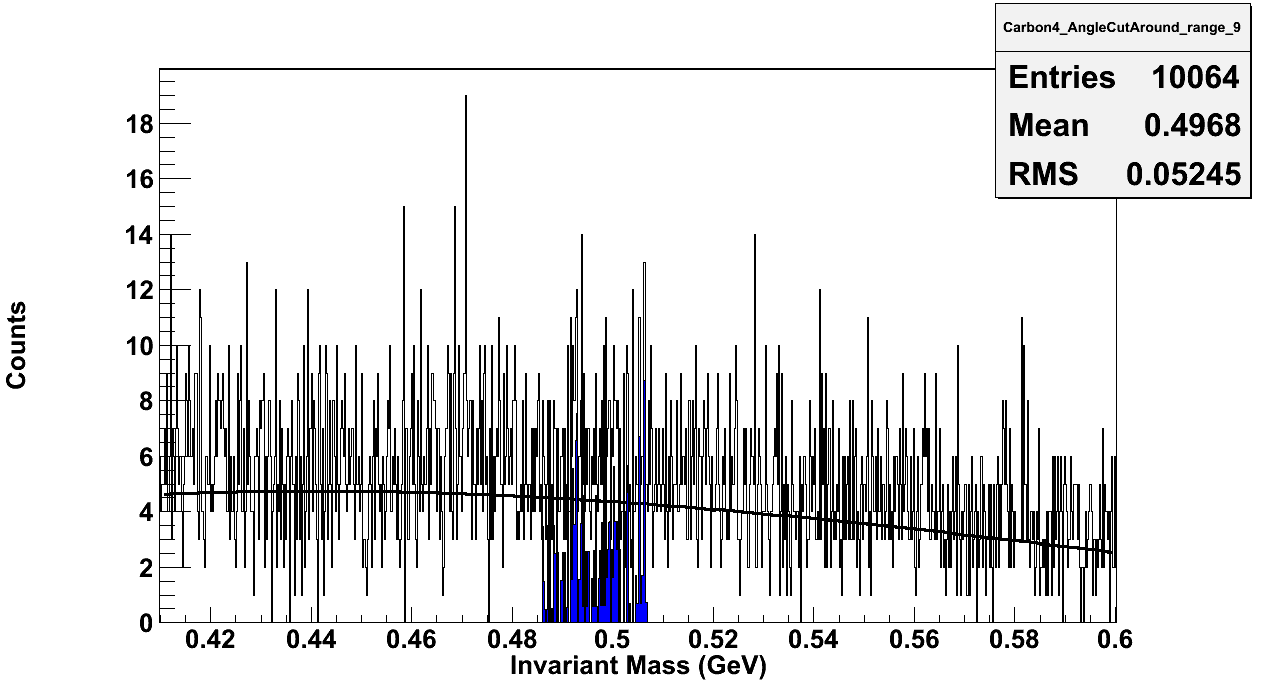 Carbon4_AngleCutAround_range_9
Entries 10064
Mean 0.4968
RMS 0.05245
18
16
14
12
10
8
6
4
2
0
Counts
0.42 0.44 0.46 0.48 0.5 0.52 0.54 0.56 0.58 0.6
Invariant Mass (GeV)